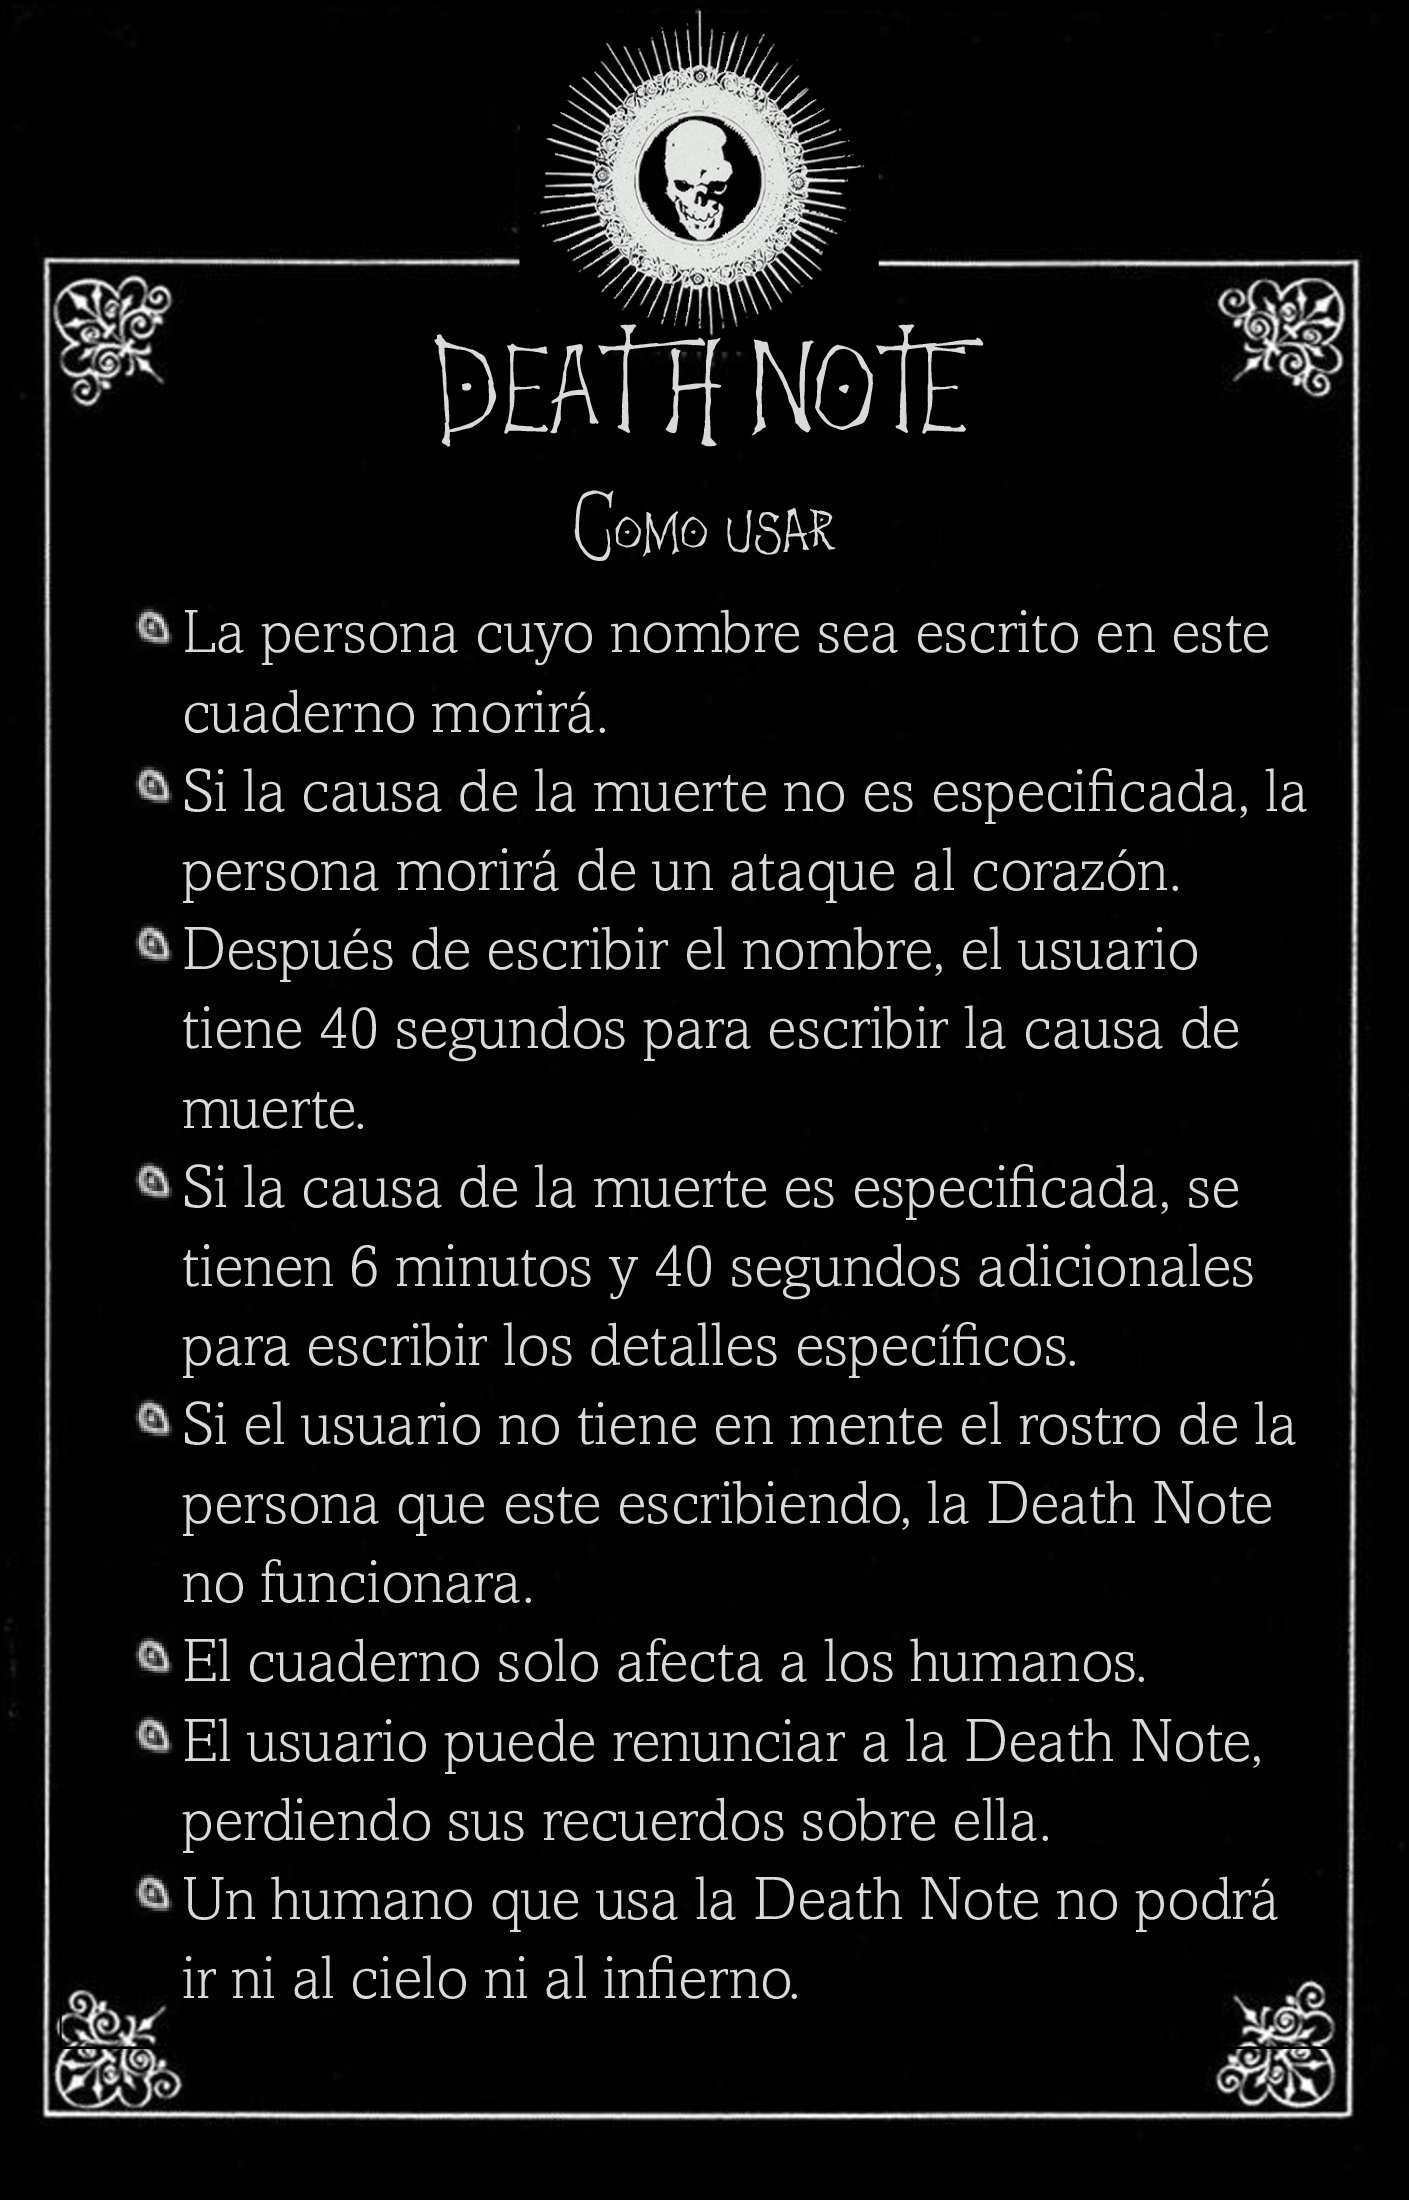 DEATH NOTE
Como usar
La persona cuyo nombre sea escrito en este
cuaderno morirá.
Si la causa de la muerte no es especificada, la
persona morirá de un ataque al corazón.
Después de escribir el nombre, el usuario
tiene 40 segundos para escribir la causa de
muerte.
Si la causa de la muerte es especificada, se
tienen 6 minutos y 40 segundos adicionales
para escribir los detalles específicos.
Si el usuario no tiene en mente el rostro de la
persona que este escribiendo, la Death Note
no funcionara.
El cuaderno solo afecta a los humanos.
El usuario puede renunciar a la Death Note,
perdiendo sus recuerdos sobre ella.
Un humano que usa la Death Note no podrá
ir ni al cielo ni al infierno.